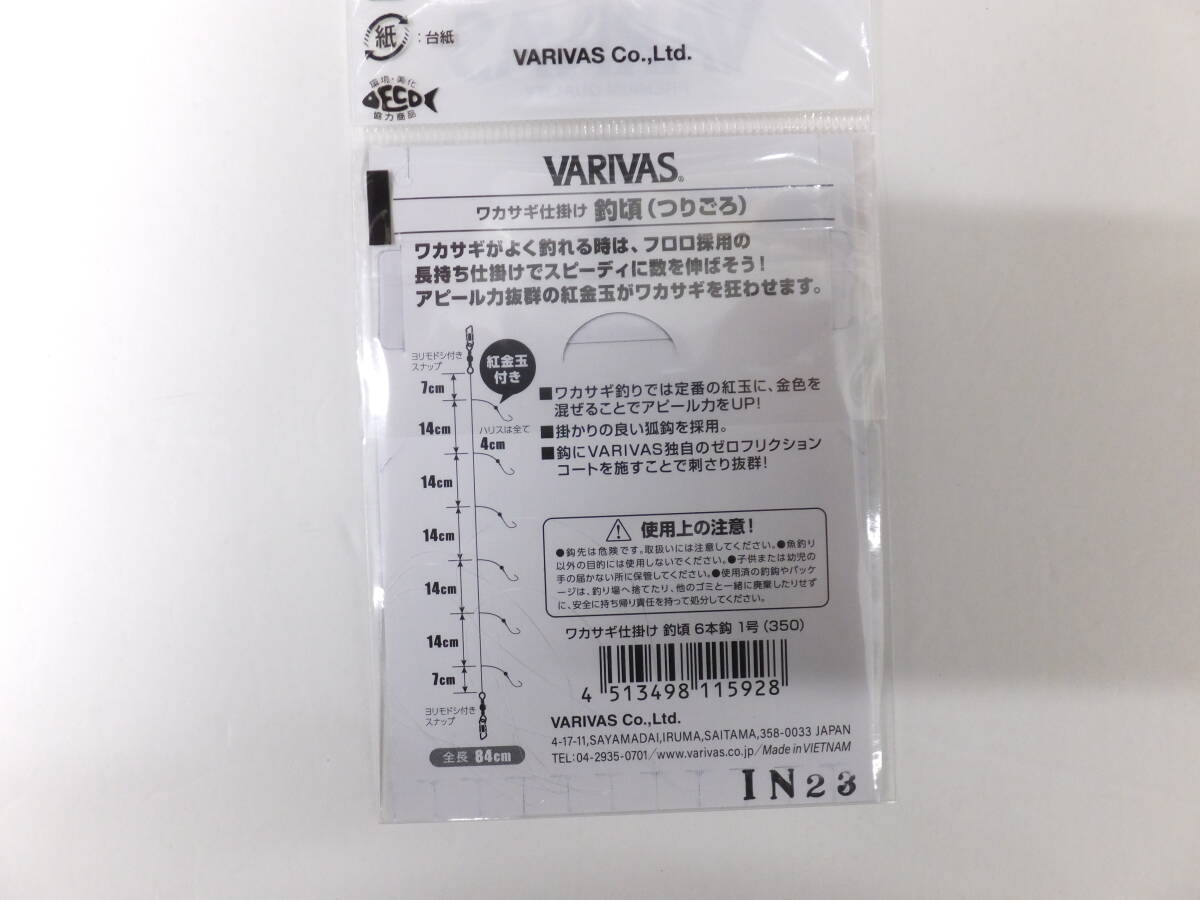 紙
:台紙
環境・美化
ECO
協力商品
VARIVAS Co.,Ltd.
VARIVAS®
ワカサギ仕掛け 釣頃(つりごろ)
ワカサギがよく釣れる時は、フロロ採用の
長持ち仕掛けでスピーディに数を伸ばそう!
アピール力抜群の紅金玉がワカサギを狂わせます。
ヨリモドシ付き
スナップ
紅金玉
付き
7cm
14cm
ハリスは全て
4cm
14cm
14cm
14cm
14cm
7cm
ヨリモドシ付き
スナップ
全長 84cm
■ワカサギ釣りでは定番の紅玉に、金色を
混ぜることでアピール力をUP!
■掛かりの良い狐鈎を採用。
■鈎にVARIVAS独自のゼロフリクション
コートを施すことで刺さり抜群!
使用上の注意!
●鈎先は危険です。取扱いには注意してください。●魚釣り
以外の目的には使用しないでください。●子供または幼児の
手の届かない所に保管してください。●使用済の釣鈎やパッケ
ージは、釣り場へ捨てたり、他のゴミと一緒に廃棄したりせず
に、安全に持ち帰り責任を持って処分してください。
ワカサギ仕掛け 釣頃 6本鈎 1号(350)
4 513498 115928
VARIVAS Co.,Ltd.
4-17-11,SAYAMADAI,IRUMA,SAITAMA,358-0033 JAPAN
TEL:04-2935-0701/www.varivas.co.jp/Made in VIETNAM
IN23